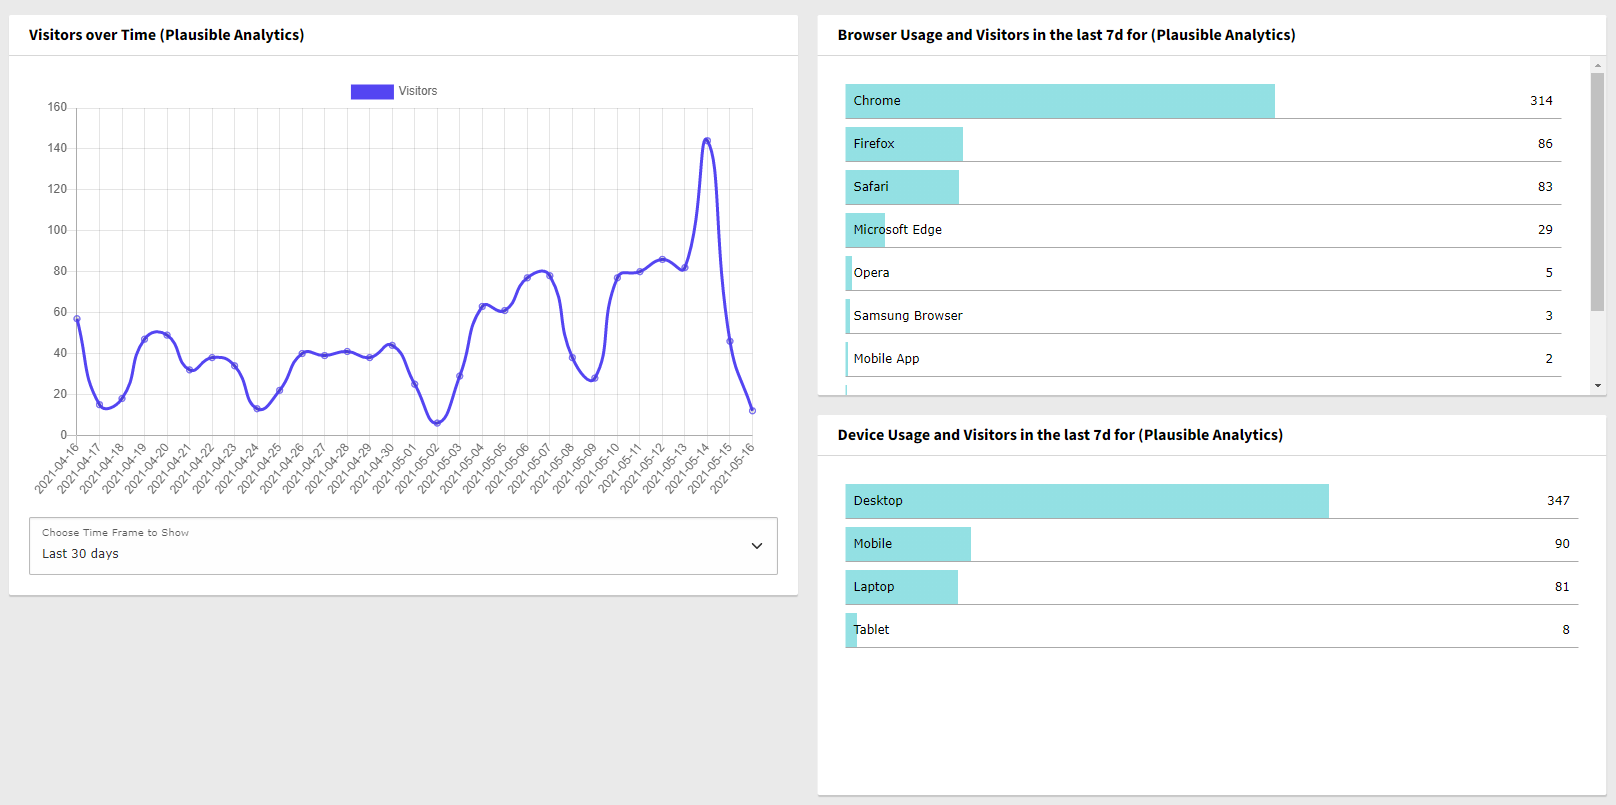 Visitors over Time (Plausible Analytics)
Visitors
160
140
120
100
80
60
40
20
0
2021-04-16
2021-04-17
2021-04-18
2021-04-19
2021-04-20
2021-04-21
2021-04-22
2021-04-23
2021-04-24
2021-04-25
2021-04-26
2021-04-27
2021-04-28
2021-04-29
2021-04-30
2021-05-01
2021-05-02
2021-05-03
2021-05-04
2021-05-05
2021-05-06
2021-05-07
2021-05-08
2021-05-09
2021-05-10
2021-05-11
2021-05-12
2021-05-13
2021-05-14
2021-05-15
2021-05-16
Choose Time Frame to Show
Last 30 days
Browser Usage and Visitors in the last 7d for (Plausible Analytics)
Chrome 314
Firefox 86
Safari 83
Microsoft Edge 29
Opera 5
Samsung Browser 3
Mobile App 2
Device Usage and Visitors in the last 7d for (Plausible Analytics)
Desktop 347
Mobile 90
Laptop 81
Tablet 8